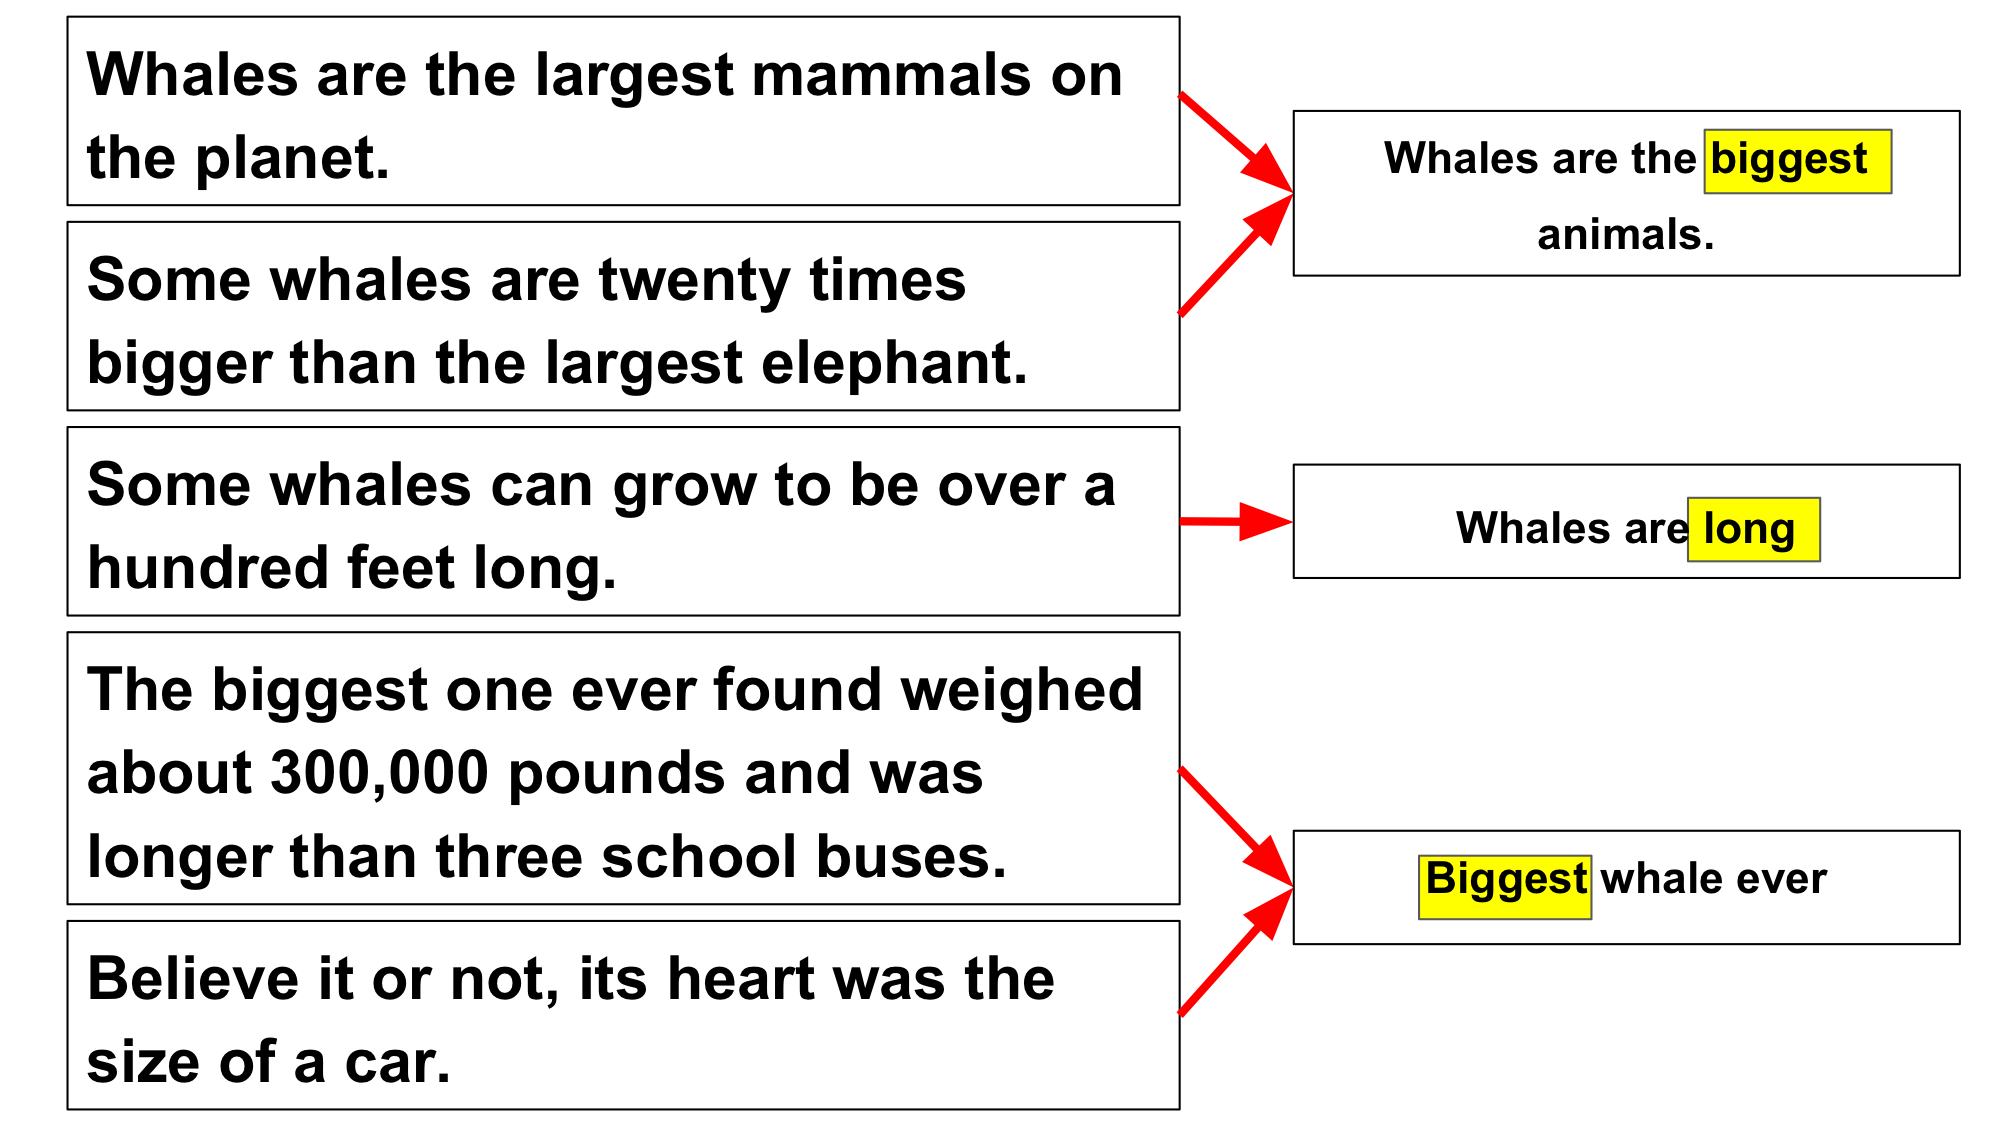 Whales are the largest mammals on
the planet.
Some whales are twenty times
bigger than the largest elephant.
Some whales can grow to be over a
hundred feet long.
The biggest one ever found weighed
about 300,000 pounds and was
longer than three school buses.
Believe it or not, its heart was the
size of a car.
Whales are the biggest
animals.
Whales are long
Biggest whale ever